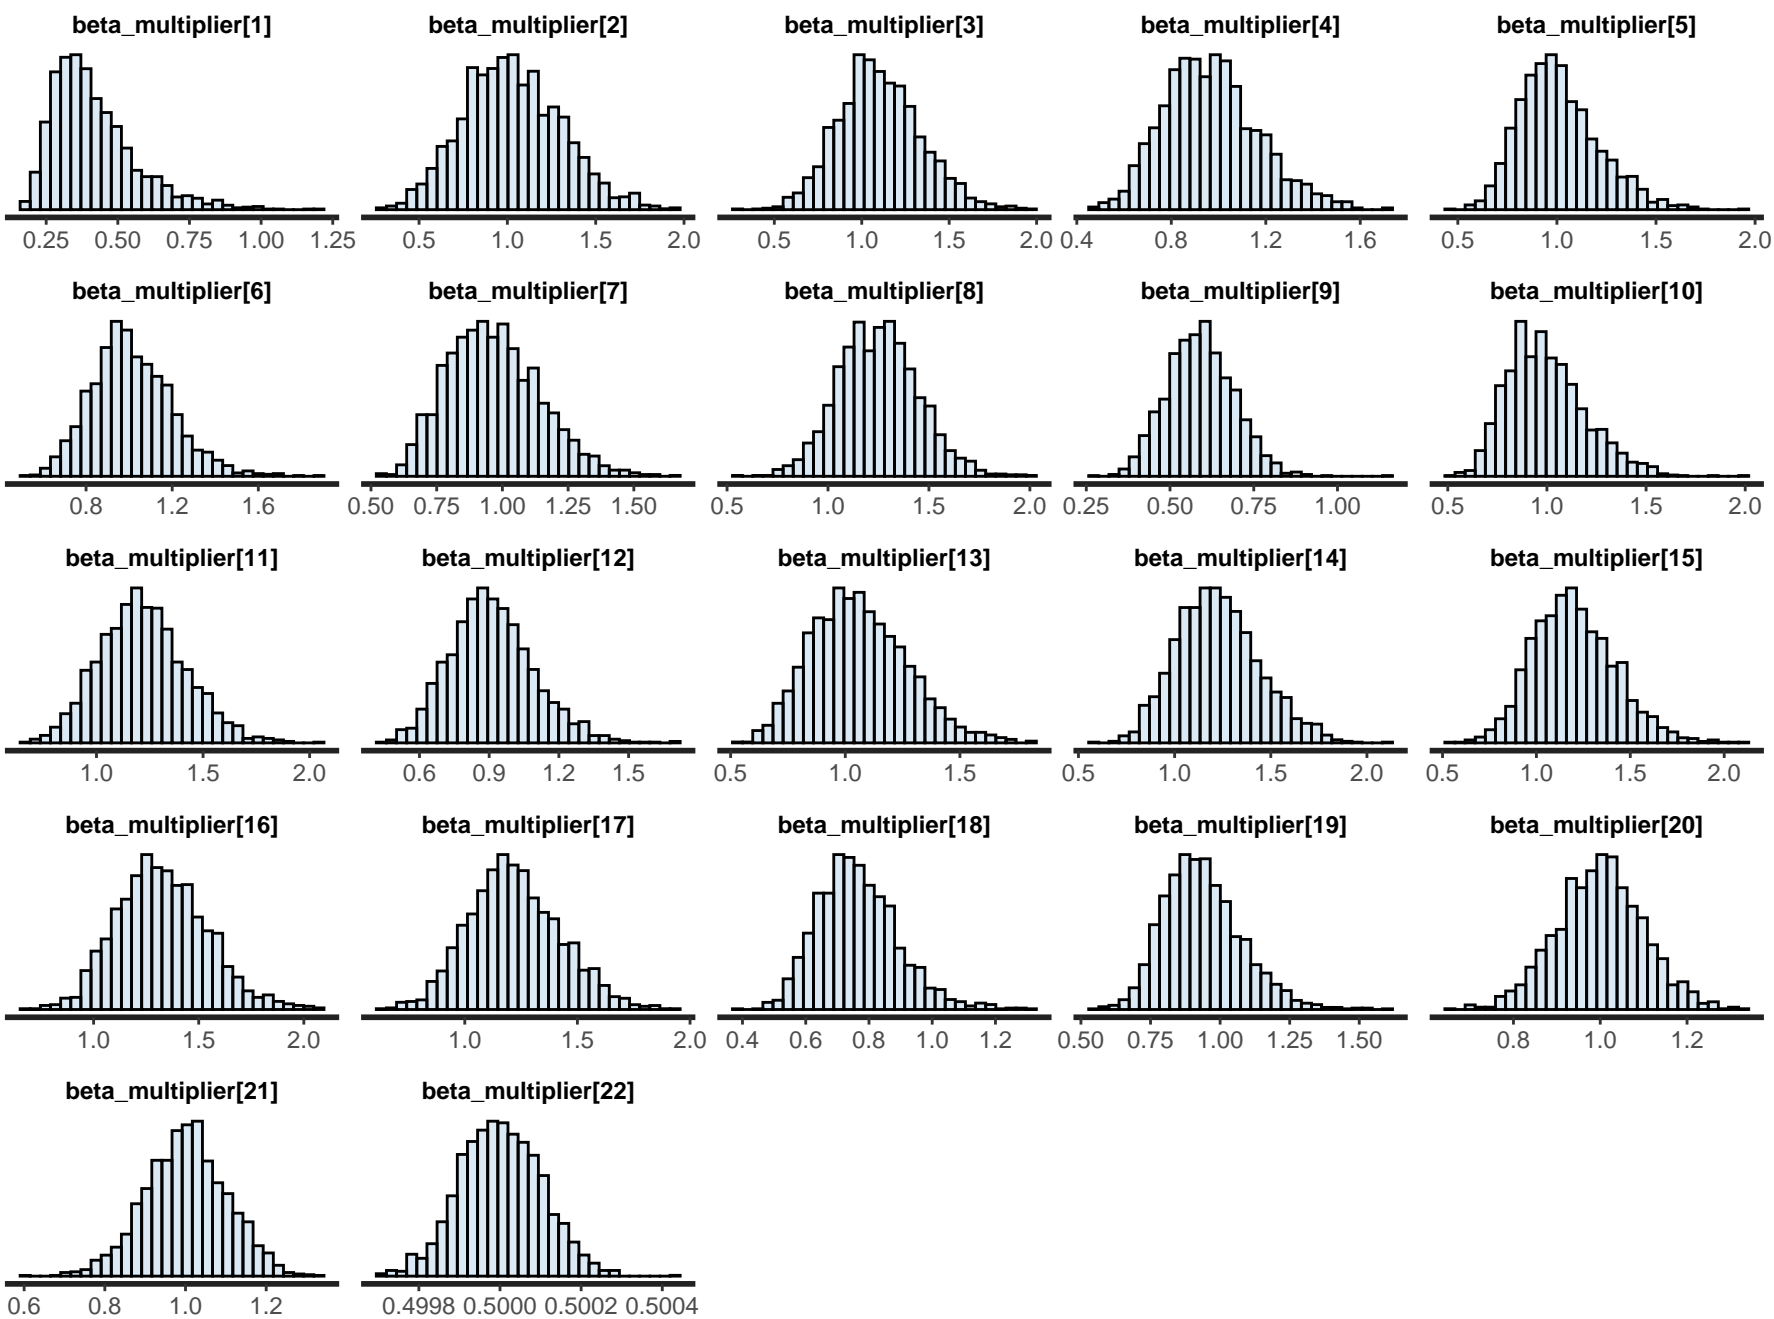 beta_multiplier[1] beta_multiplier[2] beta_multiplier[3] beta_multiplier[4] beta_multiplier[5]
0.25 0.50 0.75 1.00 1.25 0.5 1.0 1.5 2.0 0.5 1.0 1.5 2.0 0.4 0.8 1.2 1.6 0.5 1.0 1.5 2.0
beta_multiplier[6] beta_multiplier[7] beta_multiplier[8] beta_multiplier[9] beta_multiplier[10]
0.8 1.2 1.6 0.50 0.75 1.00 1.25 1.50 0.5 1.0 1.5 2.0 0.25 0.50 0.75 1.00 0.5 1.0 1.5 2.0
beta_multiplier[11] beta_multiplier[12] beta_multiplier[13] beta_multiplier[14] beta_multiplier[15]
1.0 1.5 2.0 0.6 0.9 1.2 1.5 0.5 1.0 1.5 0.5 1.0 1.5 2.0 0.5 1.0 1.5 2.0
beta_multiplier[16] beta_multiplier[17] beta_multiplier[18] beta_multiplier[19] beta_multiplier[20]
1.0 1.5 2.0 1.0 1.5 2.0 0.4 0.6 0.8 1.0 1.2 0.50 0.75 1.00 1.25 1.50 0.8 1.0 1.2
beta_multiplier[21] beta_multiplier[22]
0.6 0.8 1.0 1.2 0.4998 0.5000 0.5002 0.5004